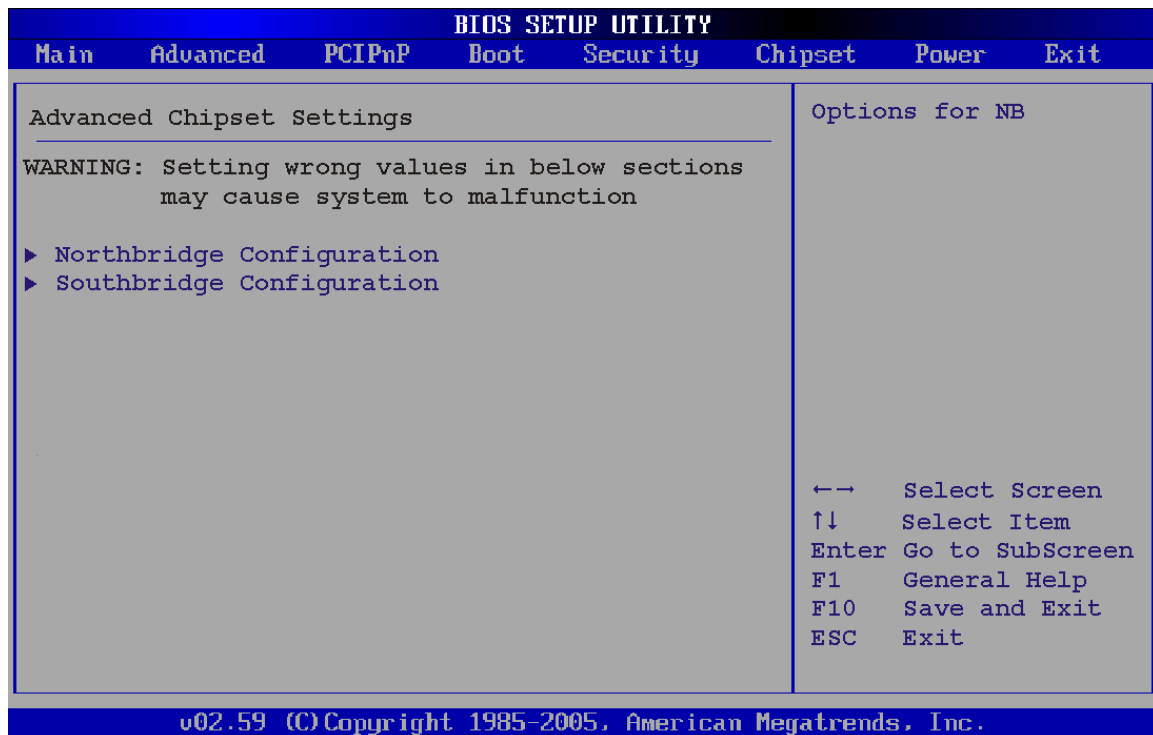 BIOS SETUP UTILITY
Main Advanced PCIPnP Boot Security Chipset Power Exit
Advanced Chipset Settings
WARNING: Setting wrong values in below sections
may cause system to malfunction
▶ Northbridge Configuration
▶ Southbridge Configuration
Options for NB
←→ Select Screen
↑↓ Select Item
Enter Go to SubScreen
F1 General Help
F10 Save and Exit
ESC Exit
v02.59 (C)Copyright 1985-2005, American Megatrends, Inc.